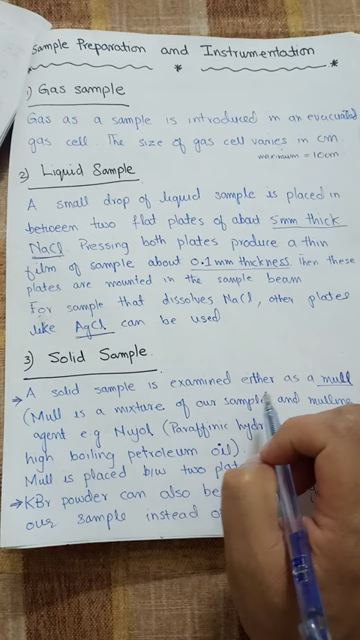 Sample Preparation and Instrumentation
1) Gas sample
Gas as a sample is introduced in an evacuated
gas cell. The size of gas cell varies in cm
maximum = 10cm
2) Liquid Sample
A small drop of liquid sample is placed in
between two flat plates of about 5mm thick
NaCl. Pressing both plates produce a thin
film of sample about 0.1mm thickness. Then these
plates are mounted in the sample beam
For sample that dissolves NaCl, other plates
like AgCl can be used
3) Solid Sample
A solid sample is examined either as a mull
(Mull is a mixture of our sample and mulling
agent e.g Nujol (Paraffinic hydr
high boiling petroleum oil).
Mull is placed b/w two plat
KBr powder can also be
our sample instead of